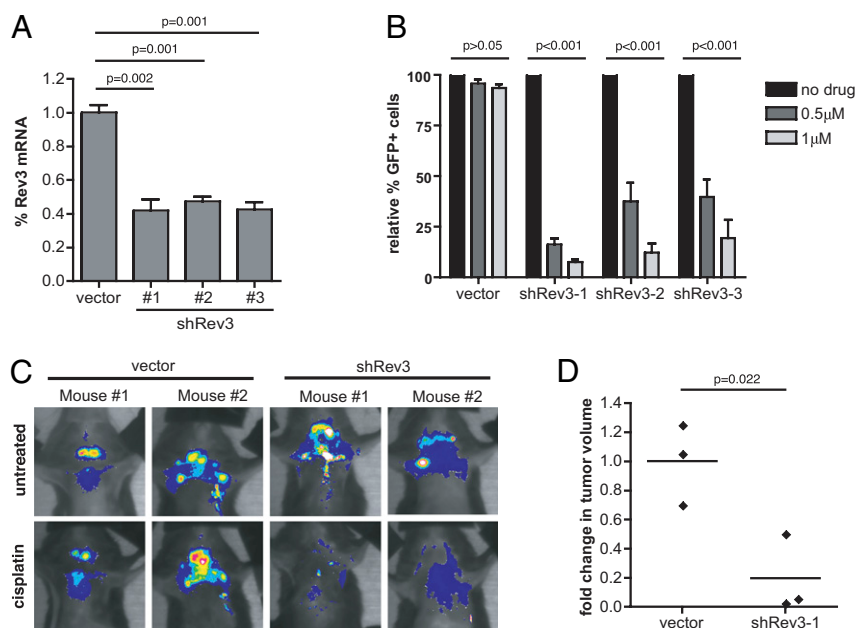 A
p=0.001
p=0.001
p=0.002
% Rev3 mRNA
1.2
1.0
0.8
0.6
0.4
0.2
0.0
vector
#1
#2
#3
shRev3
B
p>0.05
p<0.001
p<0.001
p<0.001
relative % GFP+ cells
100
75
50
25
0
vector
shRev3-1
shRev3-2
shRev3-3
no drug
0.5μM
1μM
C
vector
shRev3
Mouse #1
Mouse #2
Mouse #1
Mouse #2
untreated
cisplatin
D
p=0.022
fold change in tumor volume
1.4
1.2
1.0
0.8
0.6
0.4
0.2
0
vector
shRev3-1